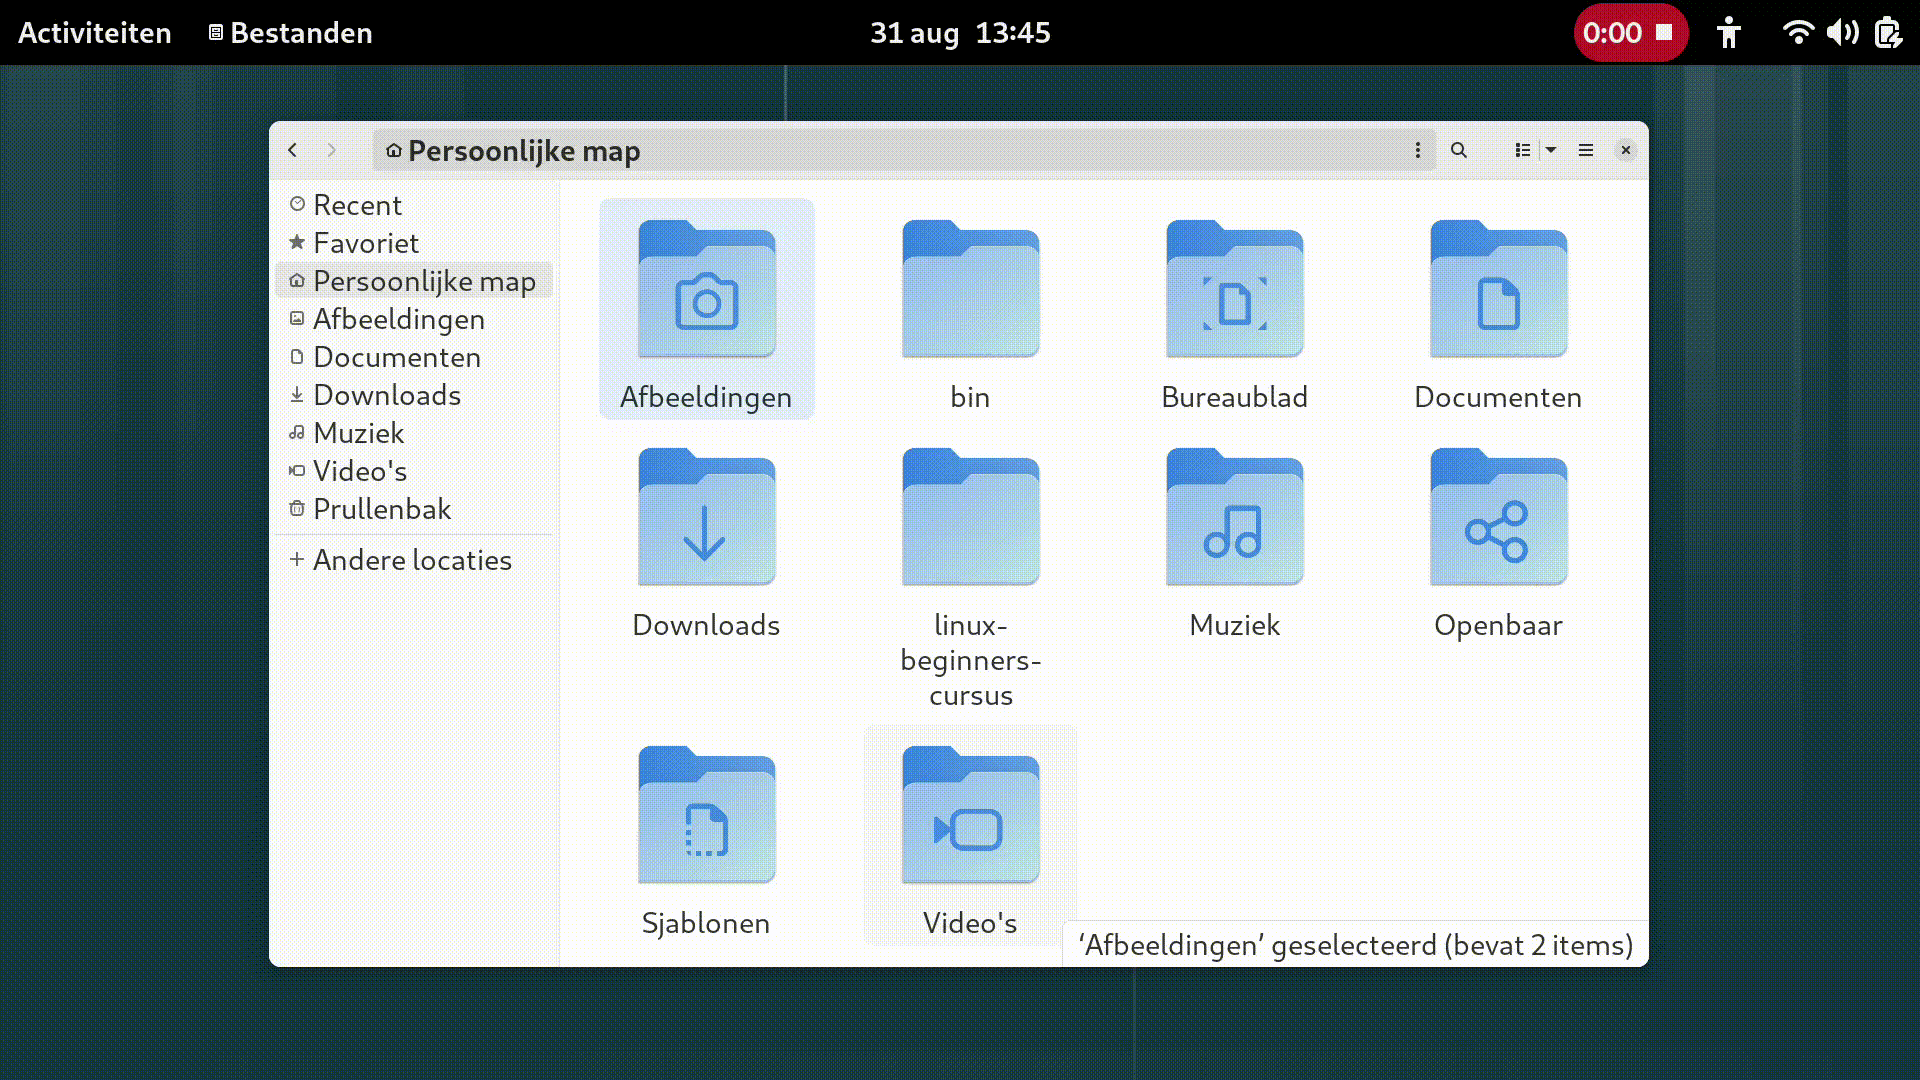 Activiteiten Bestanden 31 aug 13:45 0:00
Persoonlijke map
Recent
Favoriet
Persoonlijke map
Afbeeldingen
Documenten
Downloads
Muziek
Video's
Prullenbak
Andere locaties
Afbeeldingen bin Bureaublad Documenten
Downloads linux- Muziek Openbaar
beginners-
cursus
Sjablonen Video's
‘Afbeeldingen’ geselecteerd (bevat 2 items)